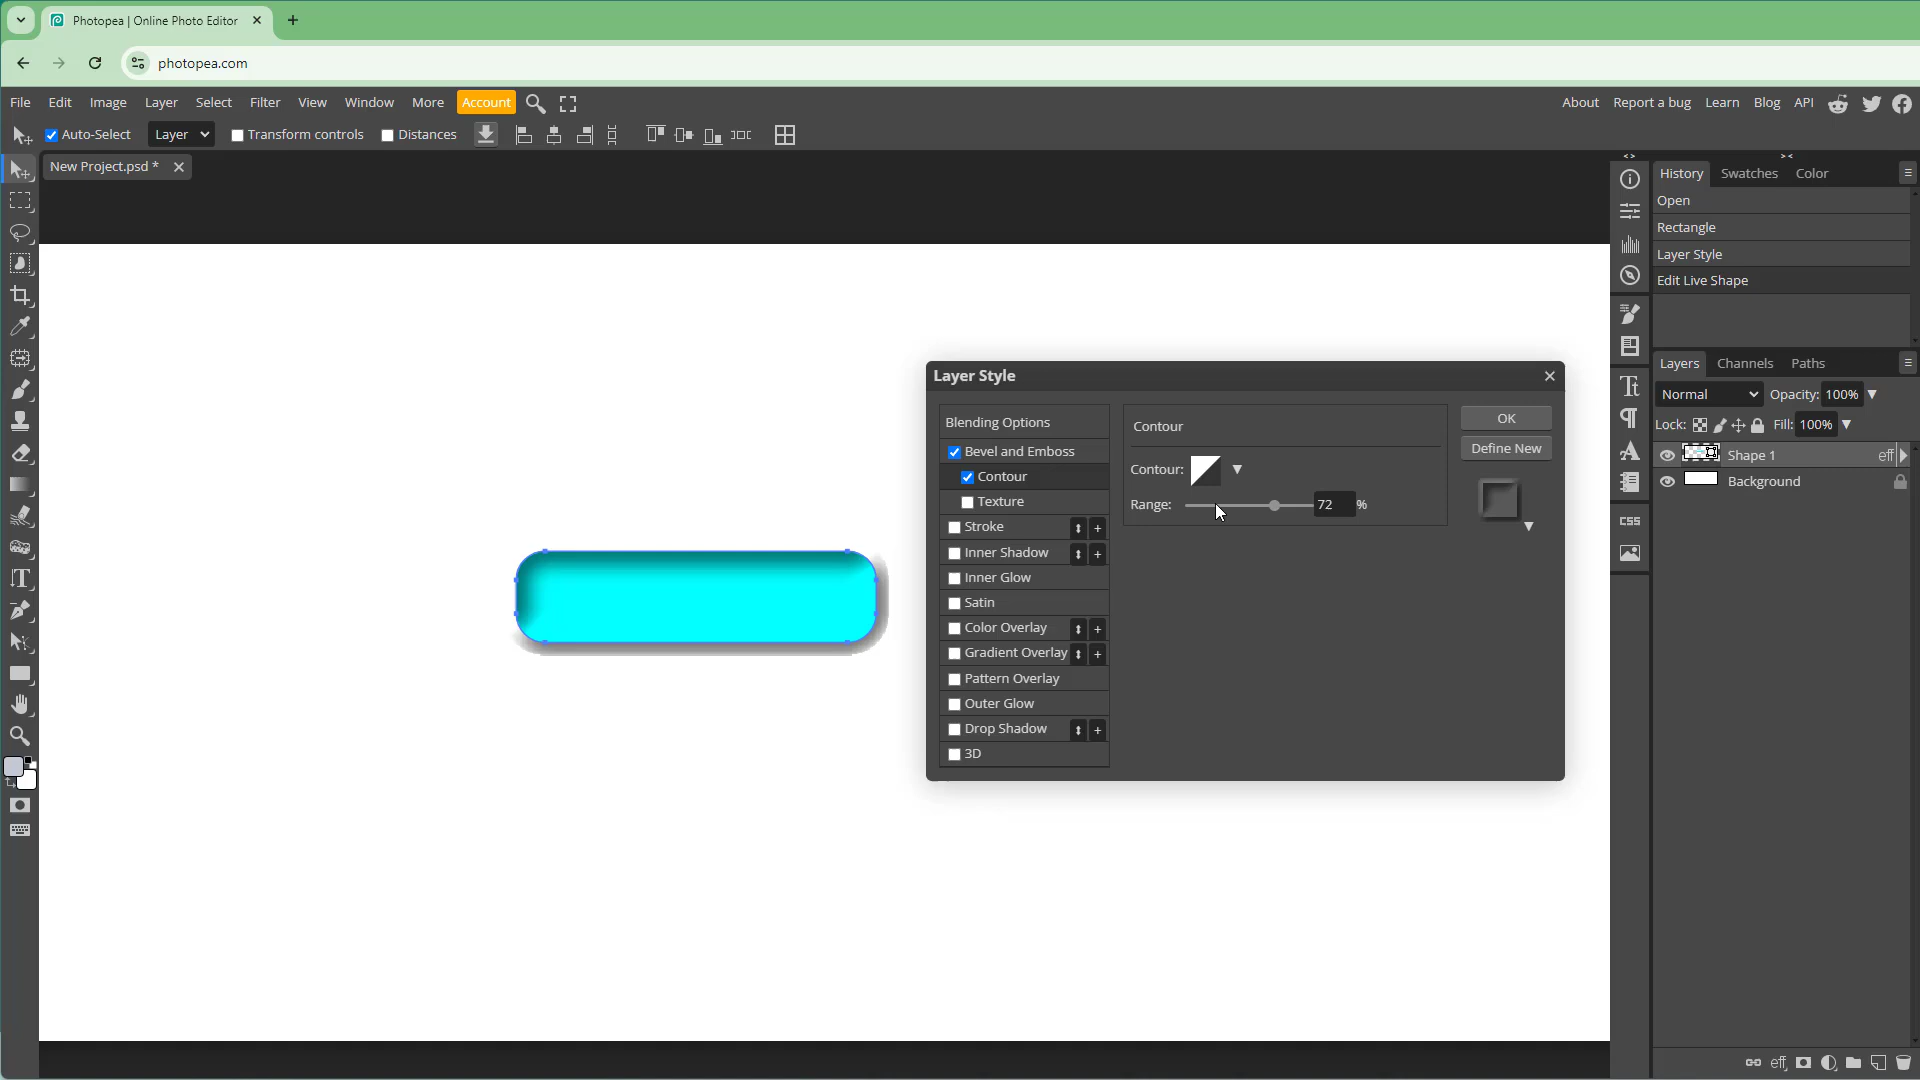 Photopea | Online Photo Editor
photopea.com
File Edit Image Layer Select Filter View Window More Account About Report a bug Learn Blog API
Auto-Select Layer Transform controls Distances
New Project.psd *
History Swatches Color
Open
Rectangle
Layer Style
Edit Live Shape
Layers Channels Paths
Normal Opacity: 100%
Lock: Fill: 100%
Shape 1 eff
Background
Layer Style
Blending Options
Bevel and Emboss
Contour
Texture
Stroke
Inner Shadow
Inner Glow
Satin
Color Overlay
Gradient Overlay
Pattern Overlay
Outer Glow
Drop Shadow
3D
Contour
Contour:
Range: 72 %
OK
Define New
CSS
eff